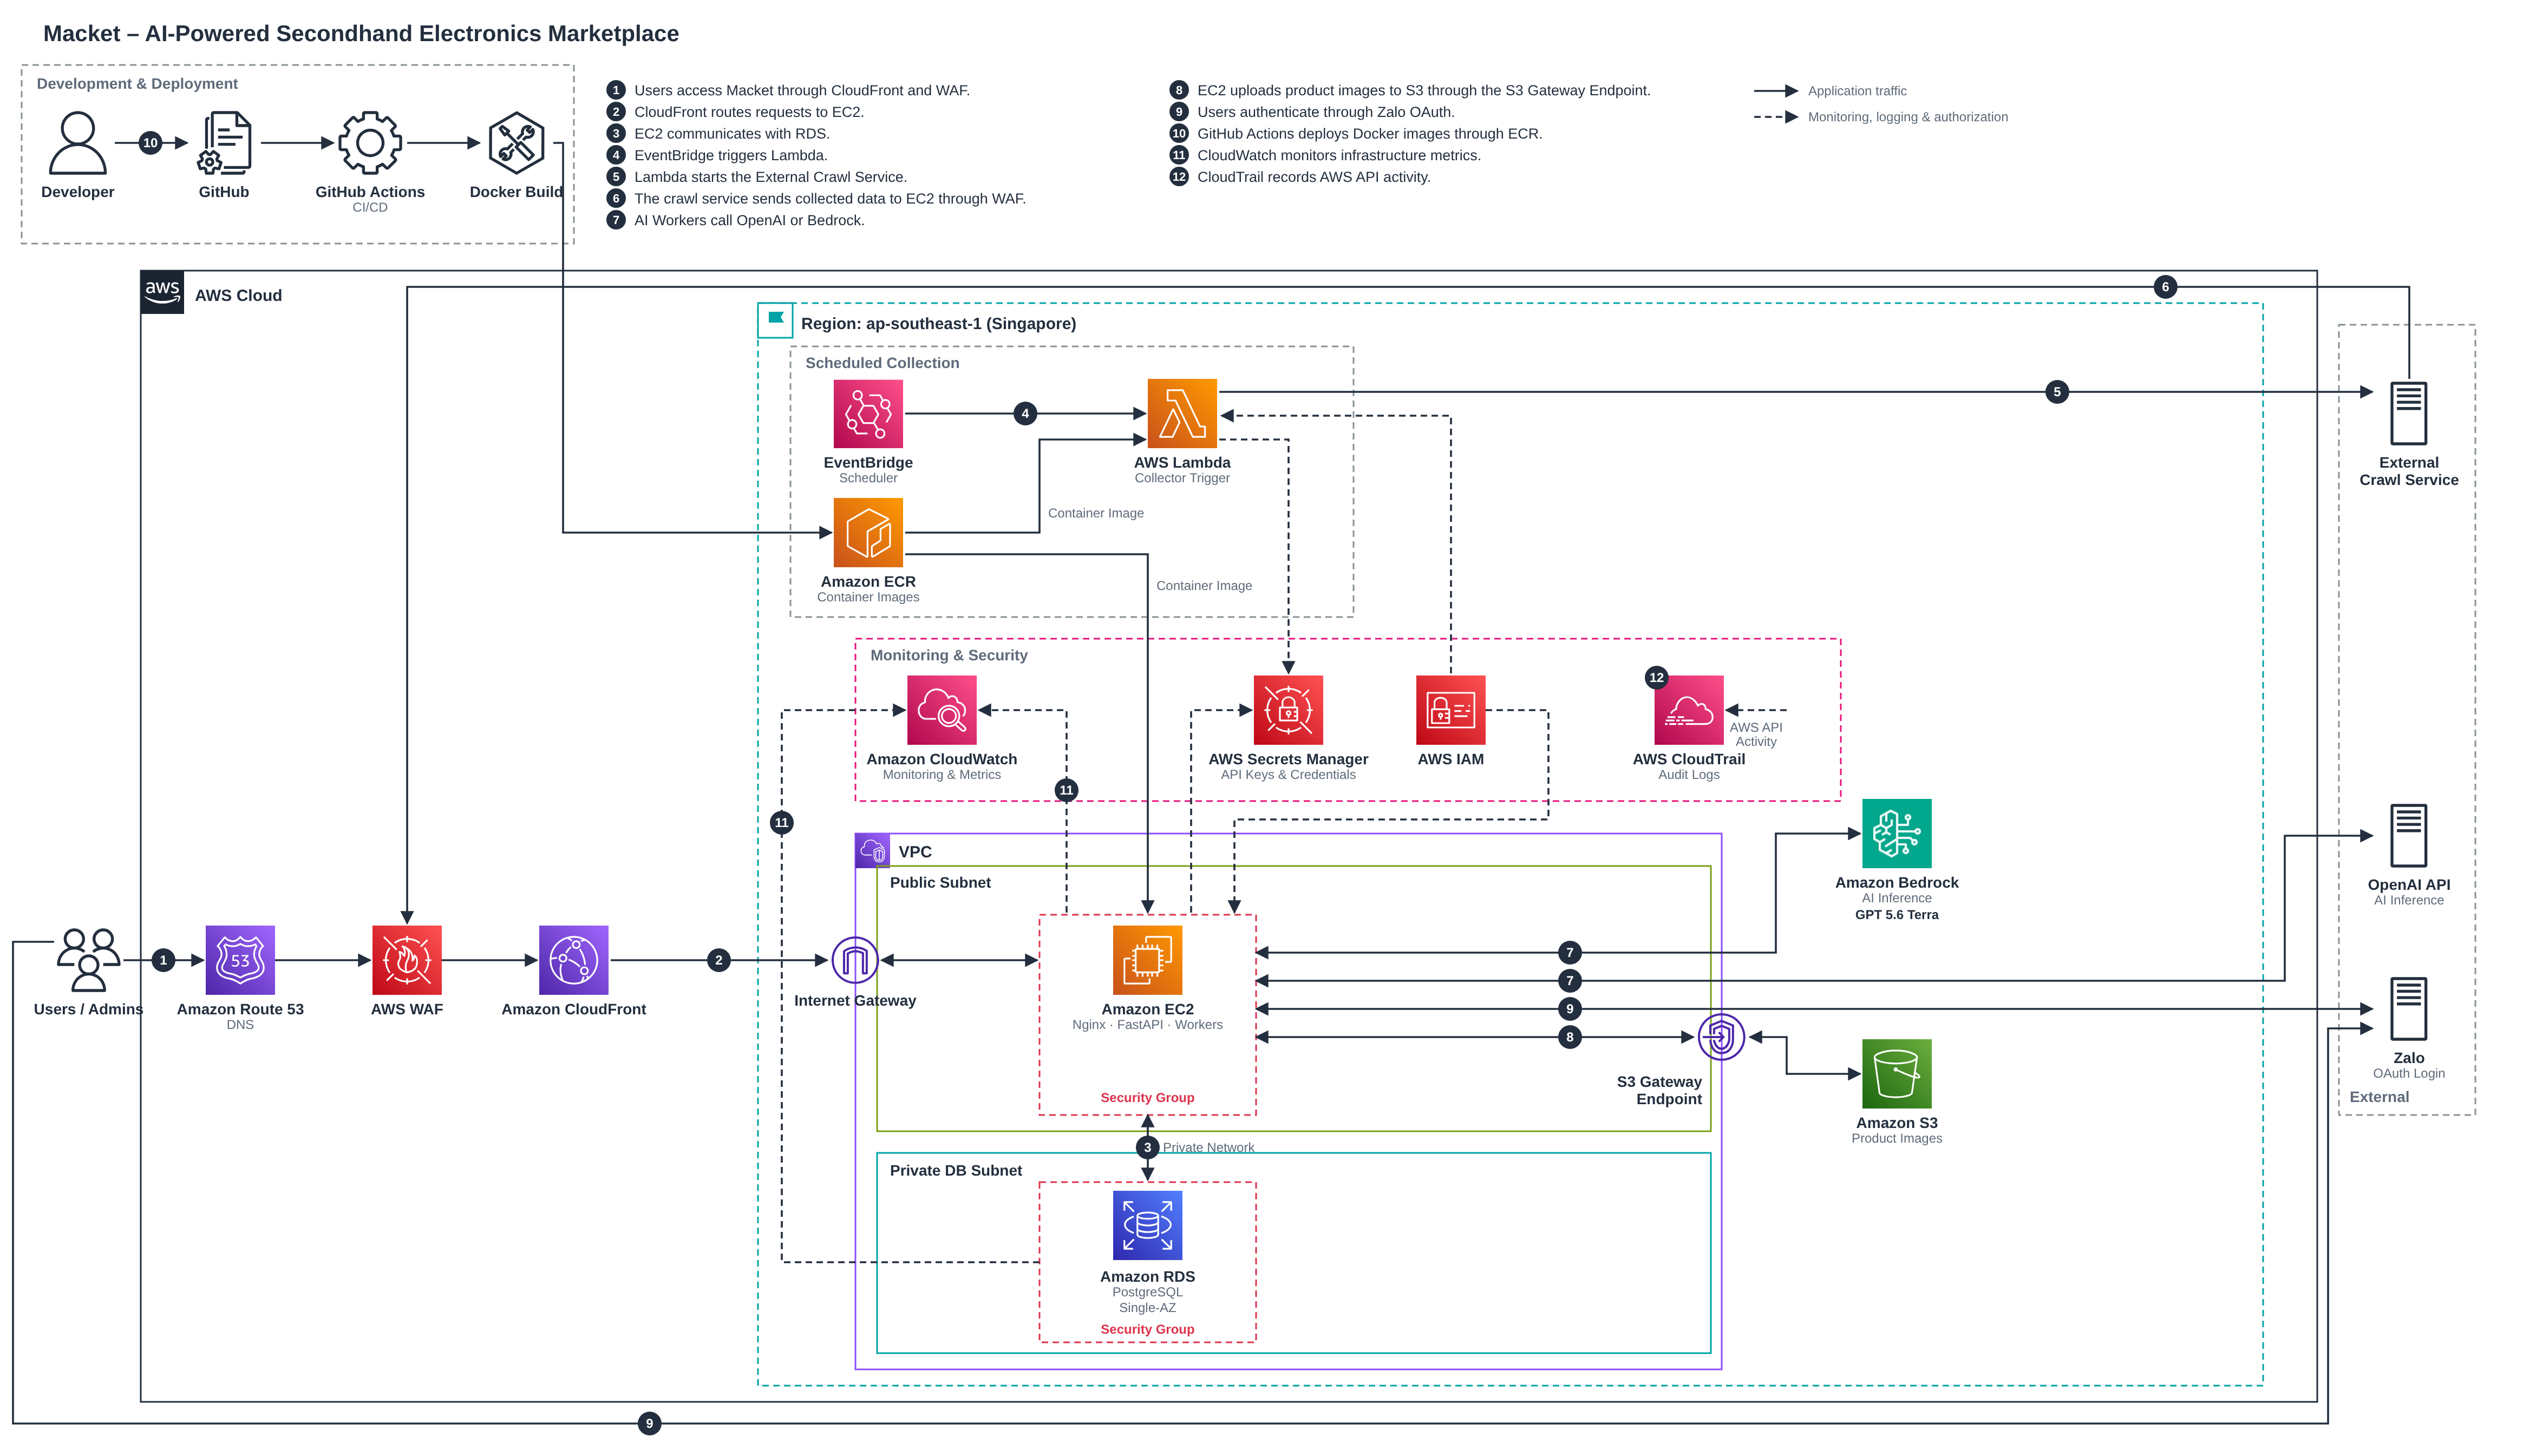 Macket – AI-Powered Secondhand Electronics Marketplace
Development & Deployment
10
Developer
GitHub
GitHub Actions
CI/CD
Docker Build
1 Users access Macket through CloudFront and WAF.
2 CloudFront routes requests to EC2.
3 EC2 communicates with RDS.
4 EventBridge triggers Lambda.
5 Lambda starts the External Crawl Service.
6 The crawl service sends collected data to EC2 through WAF.
7 AI Workers call OpenAI or Bedrock.
8 EC2 uploads product images to S3 through the S3 Gateway Endpoint.
9 Users authenticate through Zalo OAuth.
10 GitHub Actions deploys Docker images through ECR.
11 CloudWatch monitors infrastructure metrics.
12 CloudTrail records AWS API activity.
Application traffic
Monitoring, logging & authorization
aws
AWS Cloud
6
Region: ap-southeast-1 (Singapore)
Scheduled Collection
4
5
EventBridge
Scheduler
AWS Lambda
Collector Trigger
External
Crawl Service
Container Image
Amazon ECR
Container Images
Container Image
Monitoring & Security
12
AWS API
Activity
Amazon CloudWatch
Monitoring & Metrics
AWS Secrets Manager
API Keys & Credentials
AWS IAM
AWS CloudTrail
Audit Logs
11
11
VPC
Public Subnet
Amazon Bedrock
AI Inference
GPT 5.6 Terra
OpenAI API
AI Inference
1
53
2
7
7
9
8
Users / Admins
Amazon Route 53
DNS
AWS WAF
Amazon CloudFront
Internet Gateway
Amazon EC2
Nginx · FastAPI · Workers
Security Group
S3 Gateway
Endpoint
Amazon S3
Product Images
Zalo
OAuth Login
External
3
Private Network
Private DB Subnet
Amazon RDS
PostgreSQL
Single-AZ
Security Group
9